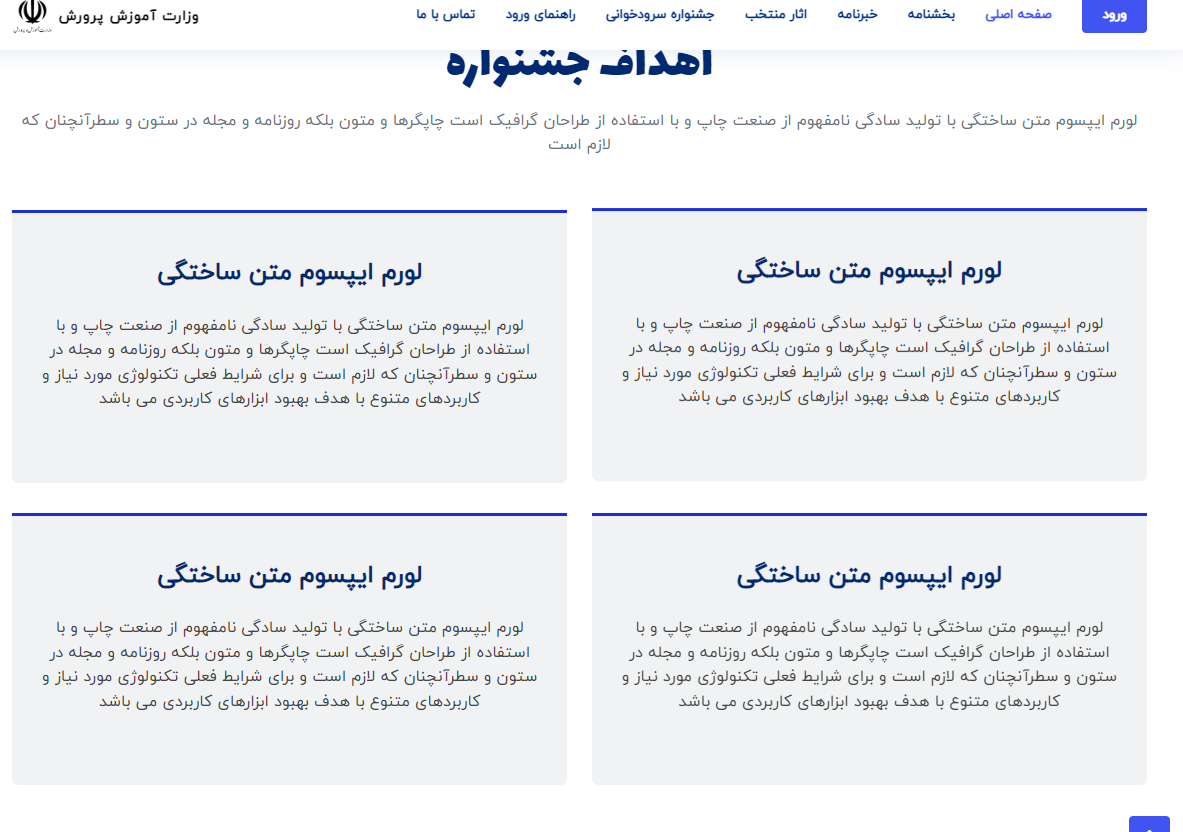 ورود
صفحه اصلی
بخشنامه
خبرنامه
اثار منتخب
جشنواره سرودخوانی
راهنمای ورود
تماس با ما
وزارت آموزش پرورش
اهداف جشنواره
لورم ایپسوم متن ساختگی با تولید سادگی نامفهوم از صنعت چاپ و با استفاده از طراحان گرافیک است چاپگرها و متون بلکه روزنامه و مجله در ستون و سطرآنچنان که
لازم است
لورم ایپسوم متن ساختگی
لورم ایپسوم متن ساختگی با تولید سادگی نامفهوم از صنعت چاپ و با
استفاده از طراحان گرافیک است چاپگرها و متون بلکه روزنامه و مجله در
ستون و سطرآنچنان که لازم است و برای شرایط فعلی تکنولوژی مورد نیاز و
کاربردهای متنوع با هدف بهبود ابزارهای کاربردی می باشد
لورم ایپسوم متن ساختگی
لورم ایپسوم متن ساختگی با تولید سادگی نامفهوم از صنعت چاپ و با
استفاده از طراحان گرافیک است چاپگرها و متون بلکه روزنامه و مجله در
ستون و سطرآنچنان که لازم است و برای شرایط فعلی تکنولوژی مورد نیاز و
کاربردهای متنوع با هدف بهبود ابزارهای کاربردی می باشد
لورم ایپسوم متن ساختگی
لورم ایپسوم متن ساختگی با تولید سادگی نامفهوم از صنعت چاپ و با
استفاده از طراحان گرافیک است چاپگرها و متون بلکه روزنامه و مجله در
ستون و سطرآنچنان که لازم است و برای شرایط فعلی تکنولوژی مورد نیاز و
کاربردهای متنوع با هدف بهبود ابزارهای کاربردی می باشد
لورم ایپسوم متن ساختگی
لورم ایپسوم متن ساختگی با تولید سادگی نامفهوم از صنعت چاپ و با
استفاده از طراحان گرافیک است چاپگرها و متون بلکه روزنامه و مجله در
ستون و سطرآنچنان که لازم است و برای شرایط فعلی تکنولوژی مورد نیاز و
کاربردهای متنوع با هدف بهبود ابزارهای کاربردی می باشد